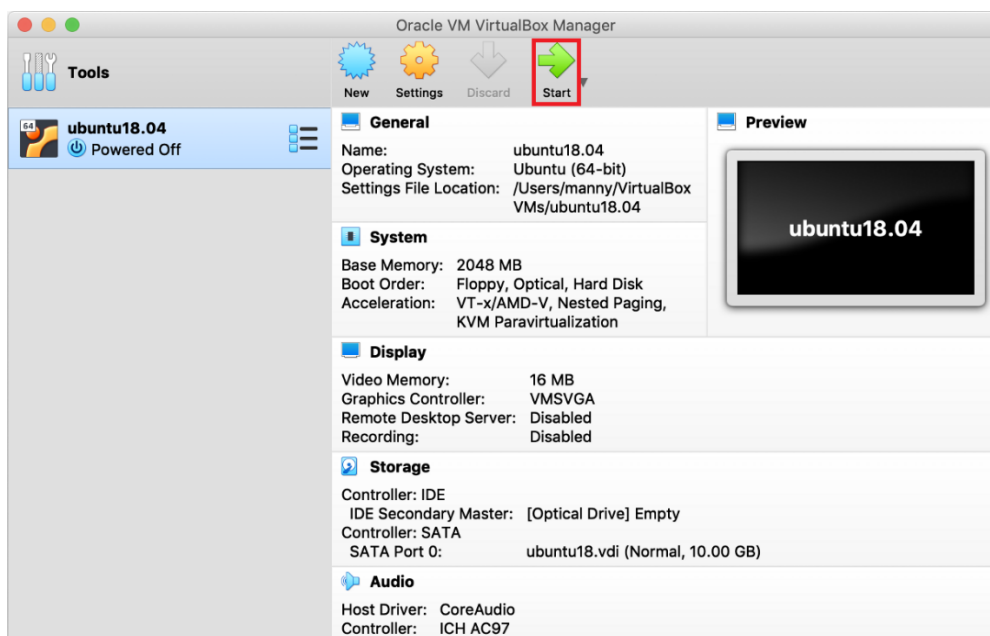 Oracle VM VirtualBox Manager
Tools
New Settings Discard Start
64
ubuntu18.04
Powered Off
General
Name: ubuntu18.04
Operating System: Ubuntu (64-bit)
Settings File Location: /Users/manny/VirtualBox
VMs/ubuntu18.04
Preview
ubuntu18.04
System
Base Memory: 2048 MB
Boot Order: Floppy, Optical, Hard Disk
Acceleration: VT-x/AMD-V, Nested Paging,
KVM Paravirtualization
Display
Video Memory: 16 MB
Graphics Controller: VMSVGA
Remote Desktop Server: Disabled
Recording: Disabled
Storage
Controller: IDE
IDE Secondary Master: [Optical Drive] Empty
Controller: SATA
SATA Port 0: ubuntu18.vdi (Normal, 10.00 GB)
Audio
Host Driver: CoreAudio
Controller: ICH AC97